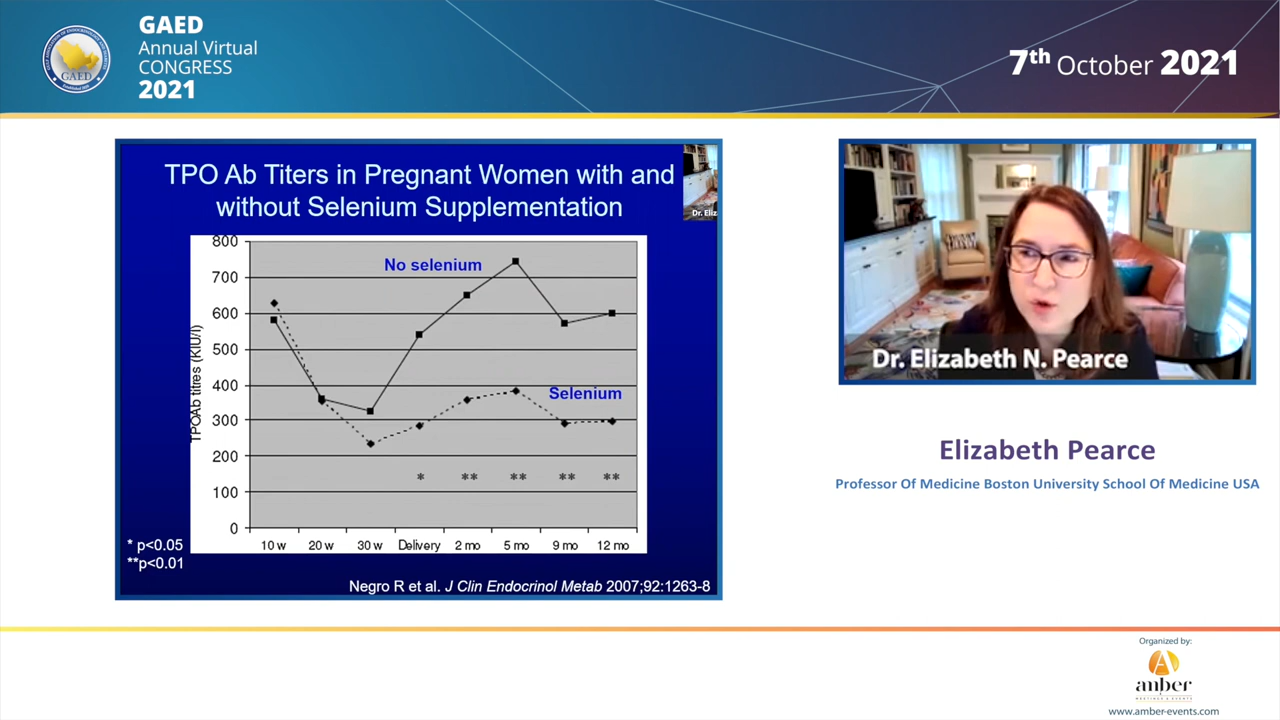 GAED
Annual Virtual
CONGRESS
2021
GAED
7th October 2021
TPO Ab Titers in Pregnant Women with and
without Selenium Supplementation
Dr. Eliz
800
700
600
500
400
300
200
100
0
TPOAb titres (KIU/l)
No selenium
Selenium
* ** ** ** **
10 w 20 w 30 w Delivery 2 mo 5 mo 9 mo 12 mo
* p<0.05
**p<0.01
Negro R et al. J Clin Endocrinol Metab 2007;92:1263-8
Dr. Elizabeth N. Pearce
Elizabeth Pearce
Professor Of Medicine Boston University School Of Medicine USA
Organized by:
anber
www.amber-events.com